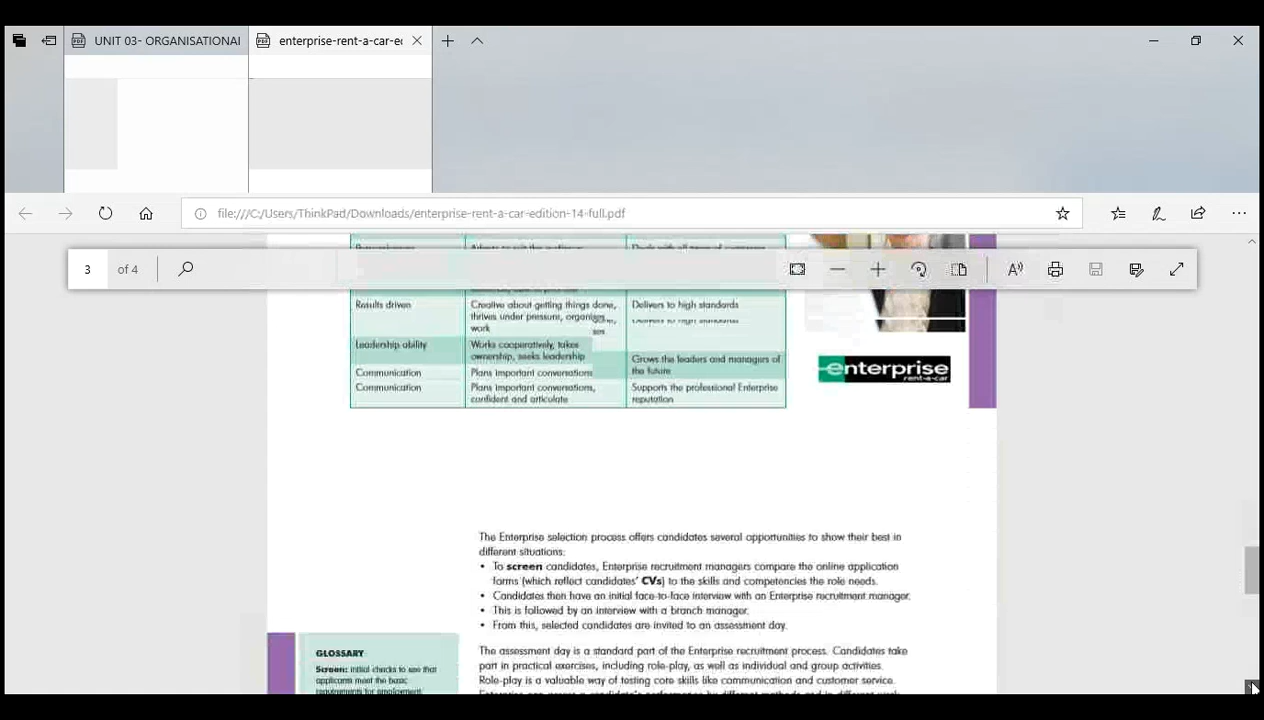 UNIT 03- ORGANISATIONAL
enterprise-rent-a-car-ec
file:///C:/Users/ThinkPad/Downloads/enterprise-rent-a-car-edition-14-full.pdf
3 of 4
Results driven
Creative about getting things done,
thrives under pressure, organises
work
Delivers to high standards
Delivers to high standards
Leadership ability
Works cooperatively, takes
ownership, seeks leadership
Grows the leaders and managers of
the future
Communication
Plans important conversations
Communication
Plans important conversations,
confident and articulate
Supports the professional Enterprise
reputation
enterprise
rent-a-car
The Enterprise selection process offers candidates several opportunities to show their best in
different situations:
• To screen candidates, Enterprise recruitment managers compare the online application
forms (which reflect candidates' CVs) to the skills and competencies the role needs.
• Candidates then have an initial face-to-face interview with an Enterprise recruitment manager.
• This is followed by an interview with a branch manager.
• From this, selected candidates are invited to an assessment day.
GLOSSARY
Screen: initial checks to see that
applicants meet the basic
requirements for employment.
The assessment day is a standard part of the Enterprise recruitment process. Candidates take
part in practical exercises, including role-play, as well as individual and group activities.
Role-play is a valuable way of testing core skills like communication and customer service.